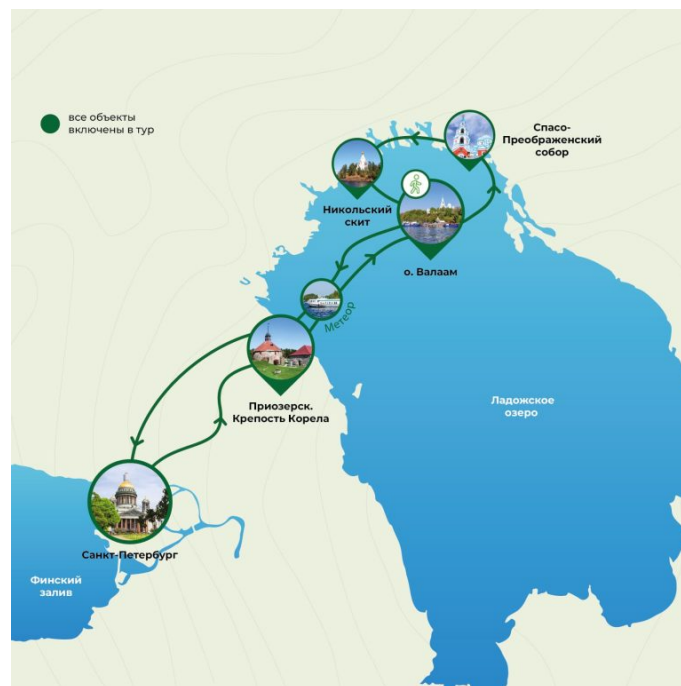 все объекты
включены в тур
Спасо-
Преображенский
собор
Никольский
скит
о. Валаам
Метеор
Приозерск.
Крепость Корела
Ладожское
озеро
Санкт-Петербург
Финский
залив